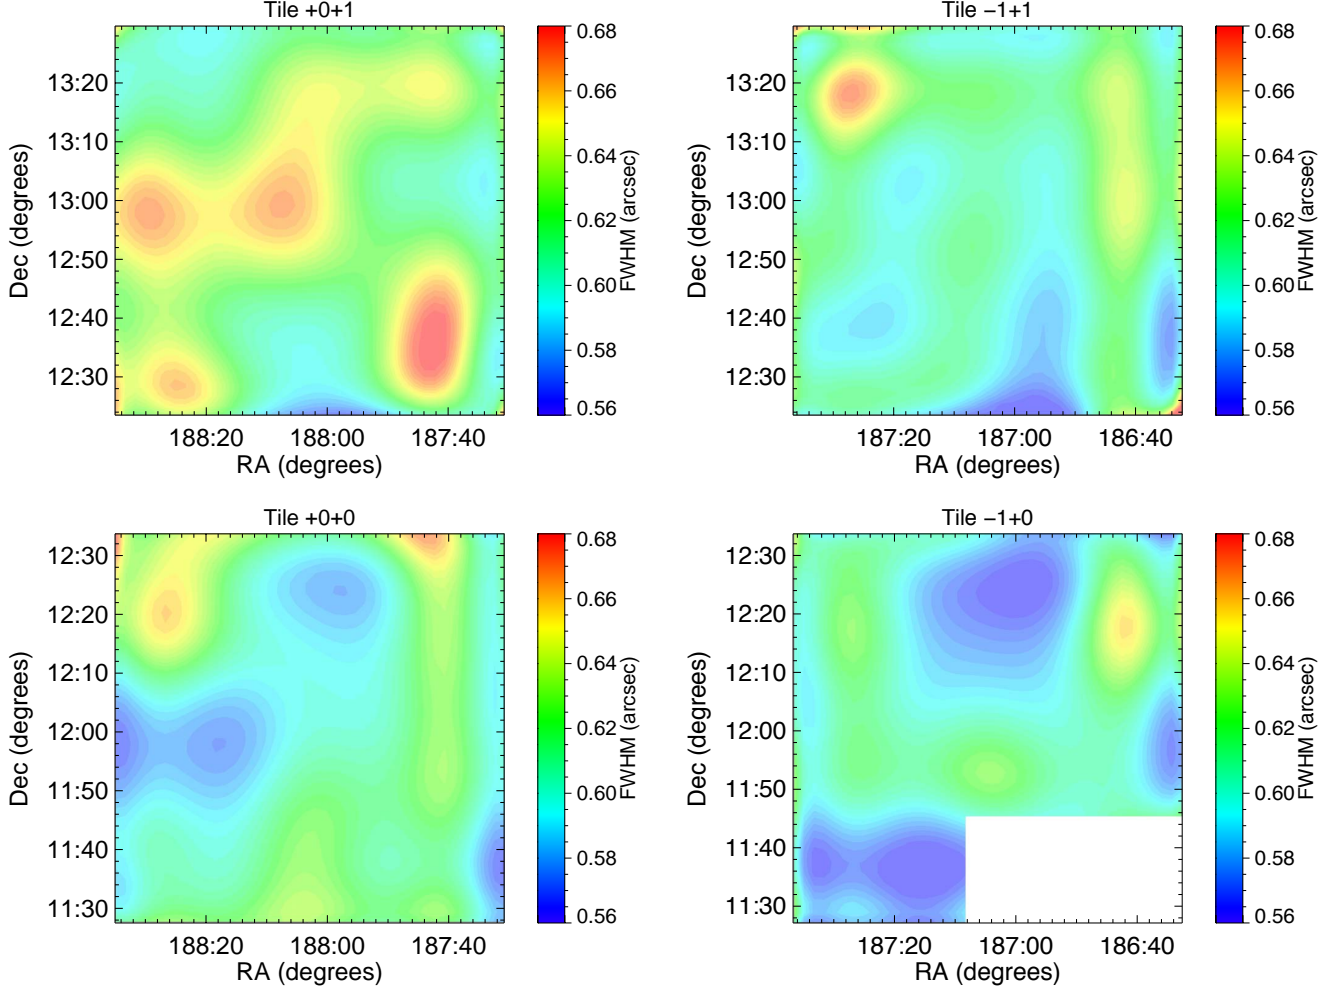 Tile +0+1
Dec (degrees)
13:20
13:10
13:00
12:50
12:40
12:30
188:20 188:00 187:40
RA (degrees)
0.68
0.66
0.64
0.62
0.60
0.58
0.56
FWHM (arcsec)
Tile −1+1
Dec (degrees)
13:20
13:10
13:00
12:50
12:40
12:30
187:20 187:00 186:40
RA (degrees)
0.68
0.66
0.64
0.62
0.60
0.58
0.56
FWHM (arcsec)
Tile +0+0
Dec (degrees)
12:30
12:20
12:10
12:00
11:50
11:40
11:30
188:20 188:00 187:40
RA (degrees)
0.68
0.66
0.64
0.62
0.60
0.58
0.56
FWHM (arcsec)
Tile −1+0
Dec (degrees)
12:30
12:20
12:10
12:00
11:50
11:40
11:30
187:20 187:00 186:40
RA (degrees)
0.68
0.66
0.64
0.62
0.60
0.58
0.56
FWHM (arcsec)